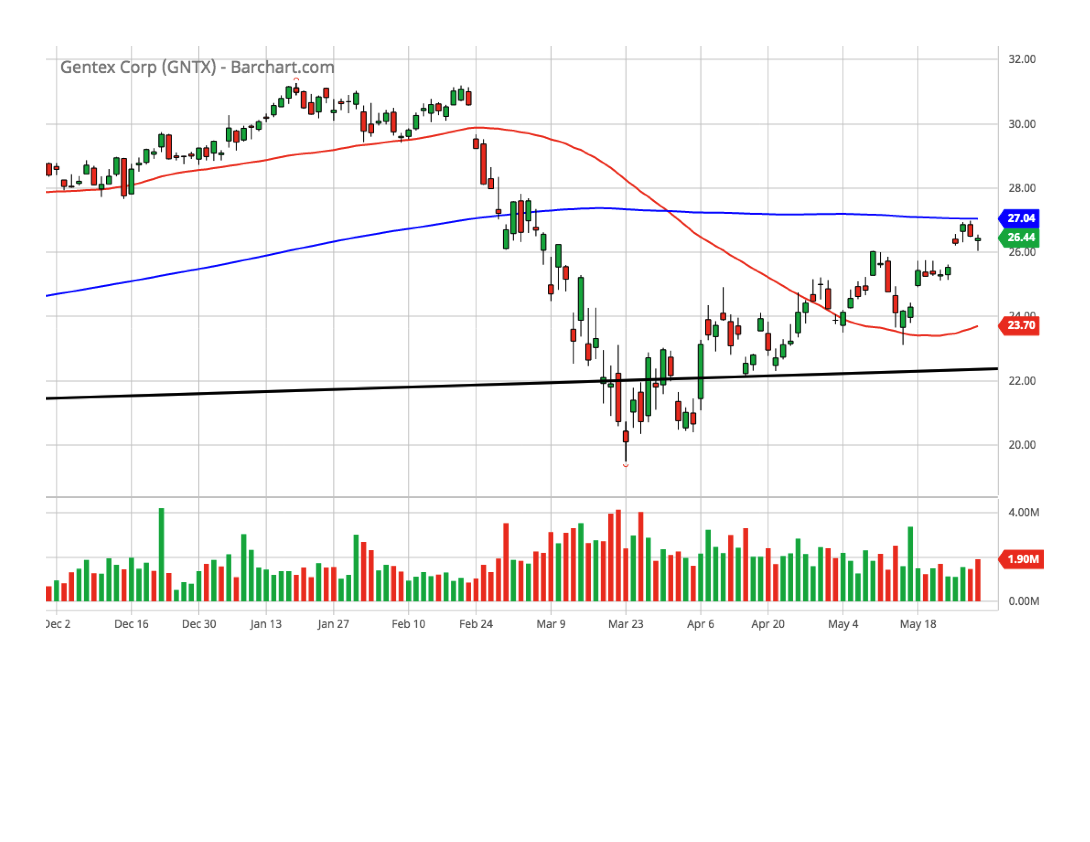 Gentex Corp (GNTX) - Barchart.com
32.00
30.00
28.00
27.04
26.44
26.00
24.00
23.70
22.00
20.00
4.00M
1.90M
0.00M
Dec 2 Dec 16 Dec 30 Jan 13 Jan 27 Feb 10 Feb 24 Mar 9 Mar 23 Apr 6 Apr 20 May 4 May 18